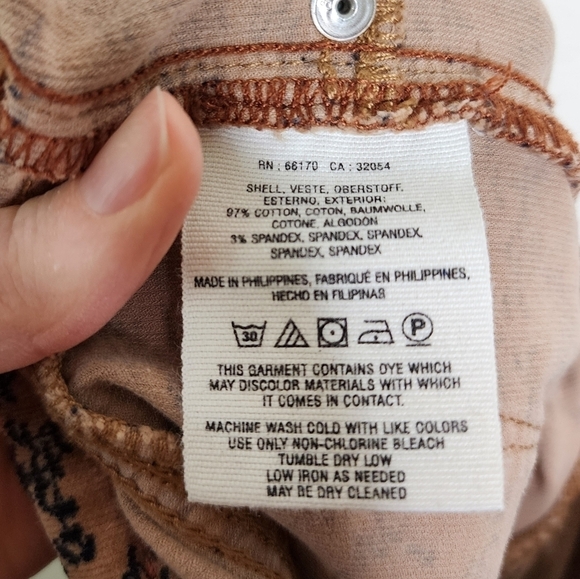 RN : 66170 CA : 32054
SHELL, VESTE, OBERSTOFF,
ESTERNO, EXTERIOR:
97% COTTON, COTON, BAUMWOLLE,
COTONE, ALGODÓN
3% SPANDEX, SPANDEX, SPANDEX,
SPANDEX, SPANDEX
MADE IN PHILIPPINES, FABRIQUÉ EN PHILIPPINES,
HECHO EN FILIPINAS
30 P
THIS GARMENT CONTAINS DYE WHICH
MAY DISCOLOR MATERIALS WITH WHICH
IT COMES IN CONTACT.
MACHINE WASH COLD WITH LIKE COLORS
USE ONLY NON-CHLORINE BLEACH
TUMBLE DRY LOW
LOW IRON AS NEEDED
MAY BE DRY CLEANED